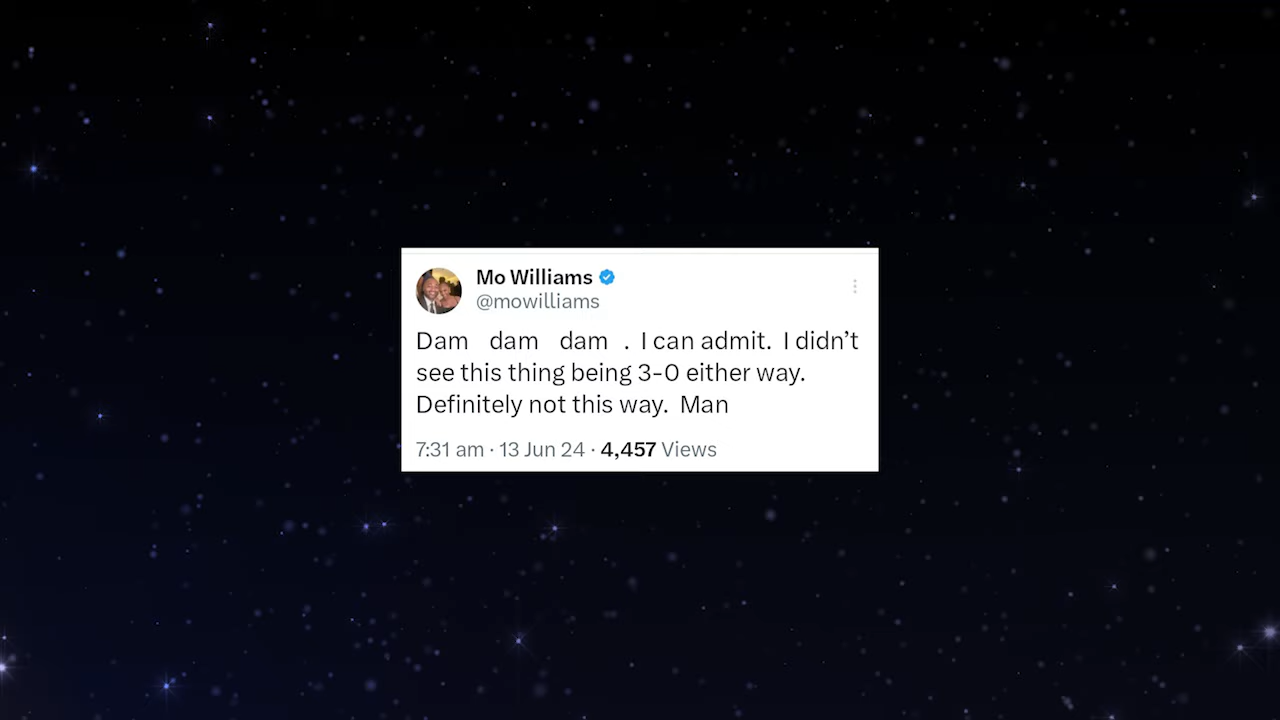 Mo Williams
@mowilliams
Dam dam dam . I can admit. I didn’t
see this thing being 3-0 either way.
Definitely not this way. Man
7:31 am · 13 Jun 24 · 4,457 Views